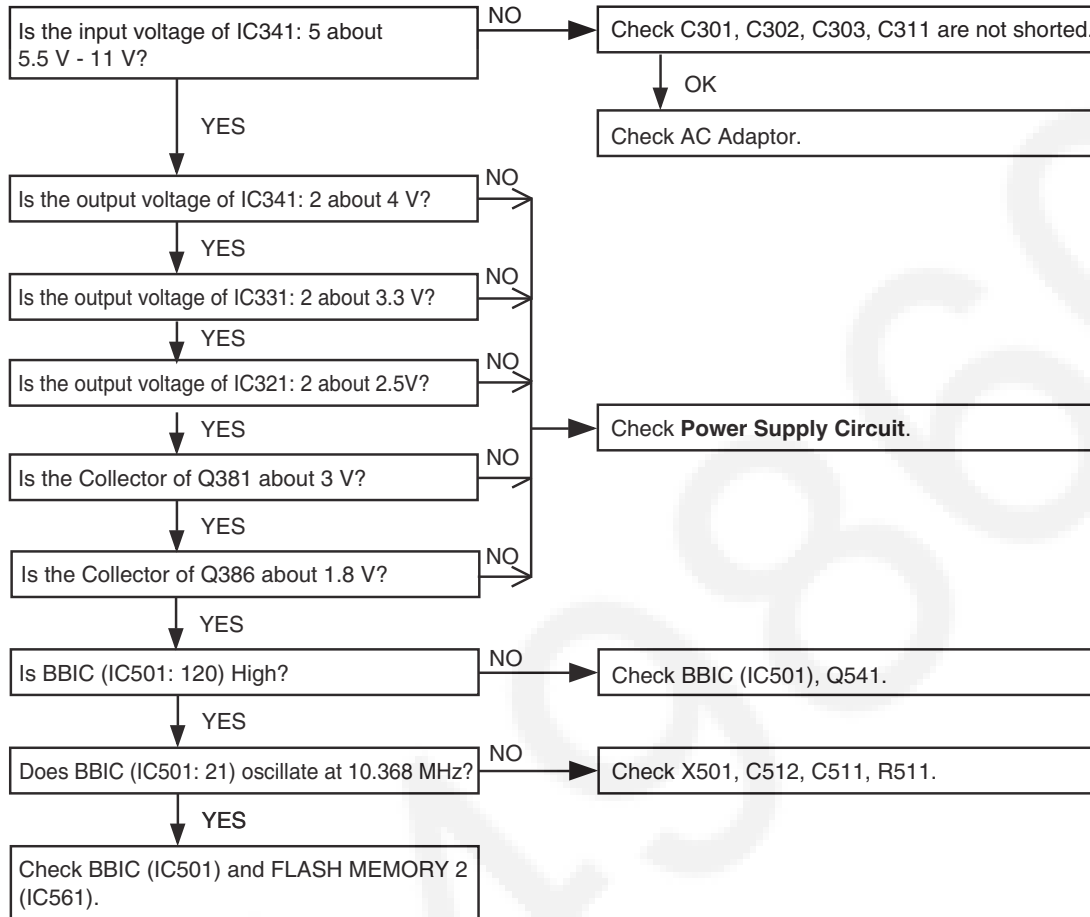 Is the input voltage of IC341: 5 about
5.5 V - 11 V?
NO
Check C301, C302, C303, C311 are not shorted.
OK
Check AC Adaptor.
YES
Is the output voltage of IC341: 2 about 4 V?
NO
YES
Is the output voltage of IC331: 2 about 3.3 V?
NO
YES
Is the output voltage of IC321: 2 about 2.5V?
NO
YES
Check Power Supply Circuit.
Is the Collector of Q381 about 3 V?
NO
YES
Is the Collector of Q386 about 1.8 V?
NO
YES
Is BBIC (IC501: 120) High?
NO
Check BBIC (IC501), Q541.
YES
Does BBIC (IC501: 21) oscillate at 10.368 MHz?
NO
Check X501, C512, C511, R511.
YES
Check BBIC (IC501) and FLASH MEMORY 2
(IC561).